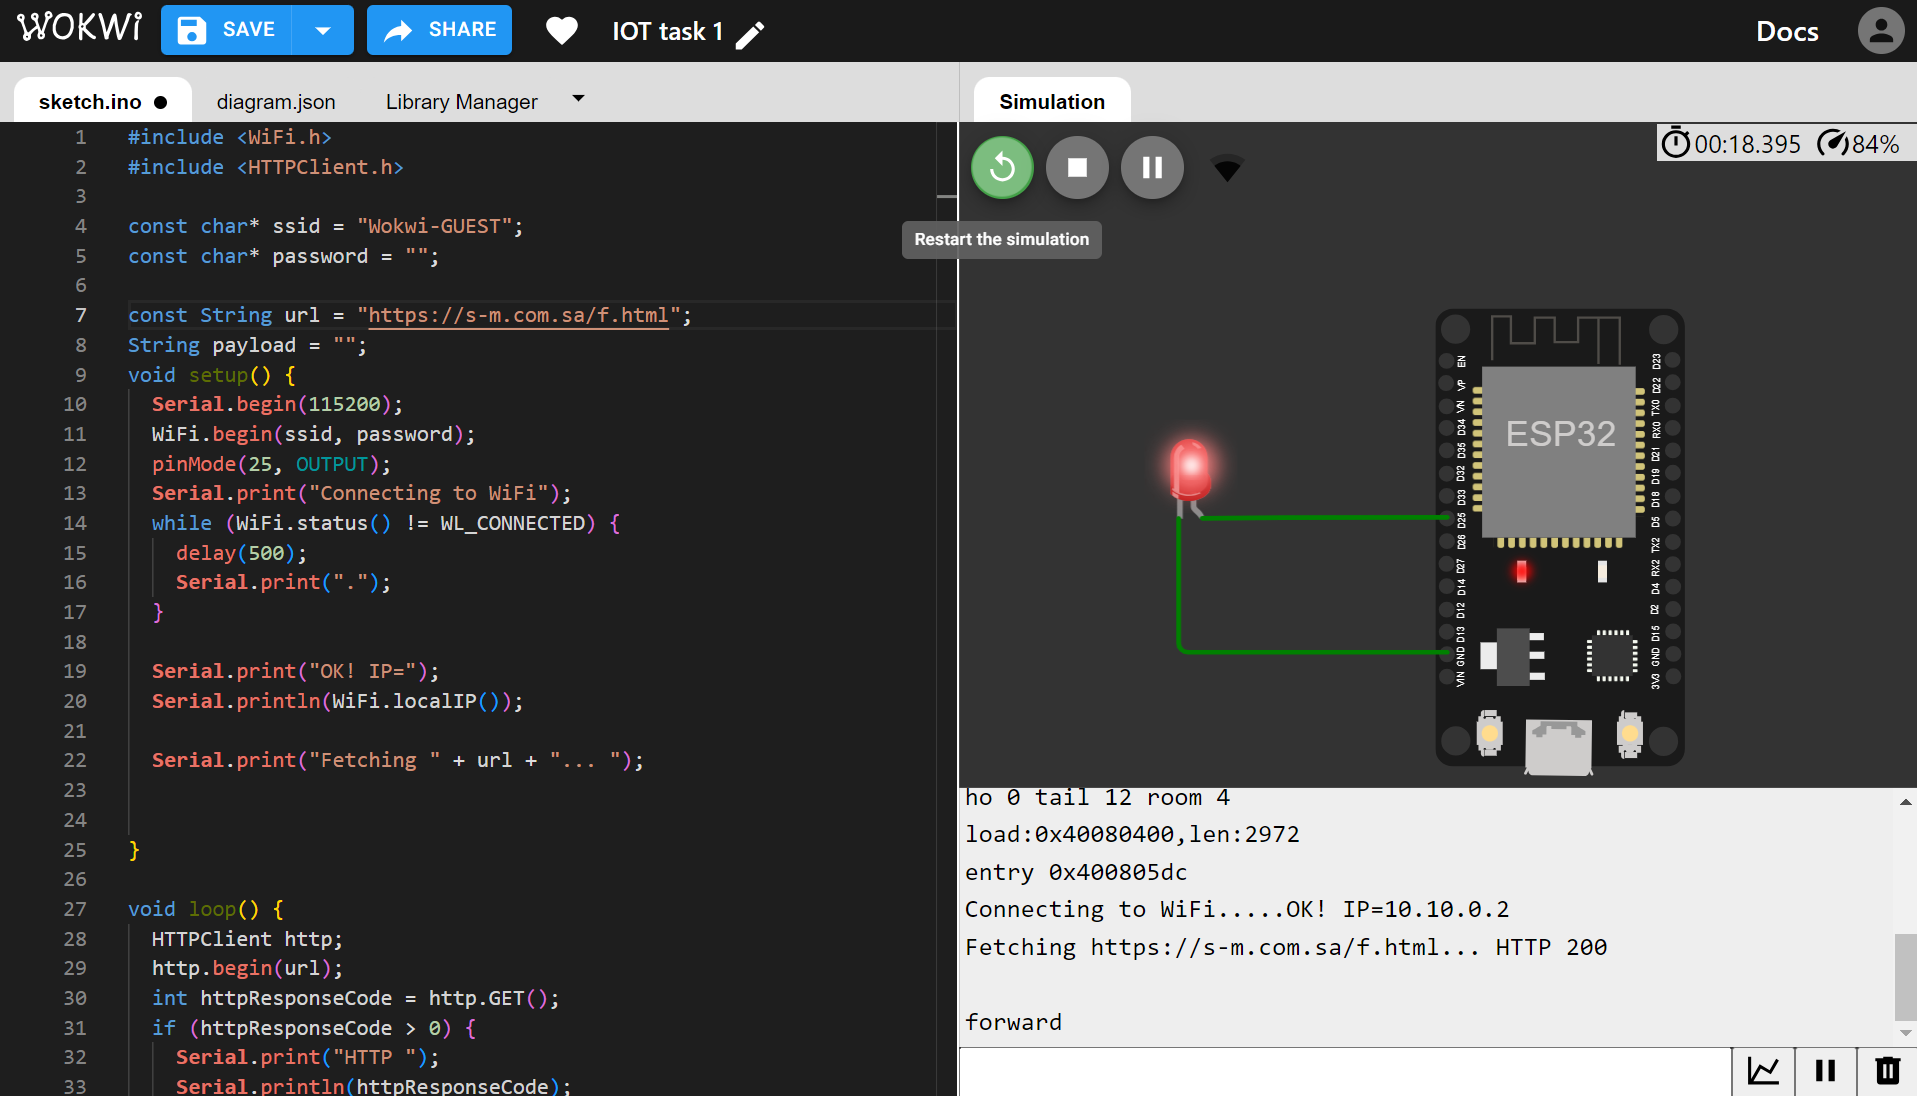 WOKWi
SAVE
SHARE
IOT task 1
Docs
sketch.ino ●
diagram.json
Library Manager
Simulation
1 #include <WiFi.h>
2 #include <HTTPClient.h>
3
4 const char* ssid = "Wokwi-GUEST";
5 const char* password = "";
6
7 const String url = "https://s-m.com.sa/f.html";
8 String payload = "";
9 void setup() {
10 Serial.begin(115200);
11 WiFi.begin(ssid, password);
12 pinMode(25, OUTPUT);
13 Serial.print("Connecting to WiFi");
14 while (WiFi.status() != WL_CONNECTED) {
15 delay(500);
16 Serial.print(".");
17 }
18
19 Serial.print("OK! IP=");
20 Serial.println(WiFi.localIP());
21
22 Serial.print("Fetching " + url + "... ");
23
24
25 }
26
27 void loop() {
28 HTTPClient http;
29 http.begin(url);
30 int httpResponseCode = http.GET();
31 if (httpResponseCode > 0) {
32 Serial.print("HTTP ");
33 Serial.println(httpResponseCode);
00:18.395 84%
Restart the simulation
ESP32
EN
VP
VN
D34
D35
D32
D33
D25
D26
D27
D14
D12
D13
GND
VIN
D23
D22
TX0
RX0
D21
D19
D18
D5
TX2
RX2
D4
D2
D15
GND
3V3
ho 0 tail 12 room 4
load:0x40080400,len:2972
entry 0x400805dc
Connecting to WiFi.....OK! IP=10.10.0.2
Fetching https://s-m.com.sa/f.html... HTTP 200
forward